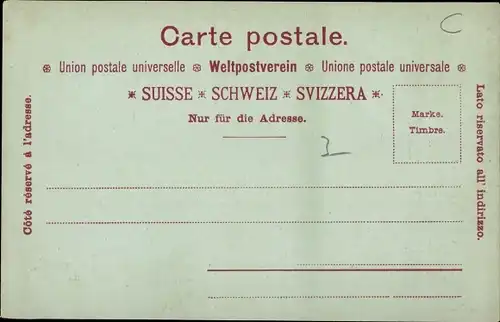 Carte postale.
Union postale universelle ※ Weltpostverein ※ Unione postale universale
SUISSE ※ SCHWEIZ ※ SVIZZERA
Nur für die Adresse.
Marke.
Timbre.
Côté réservé à l'adresse.
Lato riservato all' indirizzo.
C
3